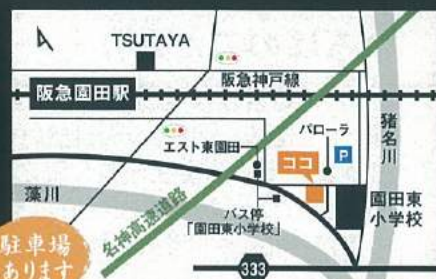 TSUTAYA
阪急神戸線
阪急園田駅
パローラ
P
猪名川
エスト東園田
ココ
藻川
名神高速道路
バス停
「園田東小学校」
園田
東
小学校
駐車場
あります
333